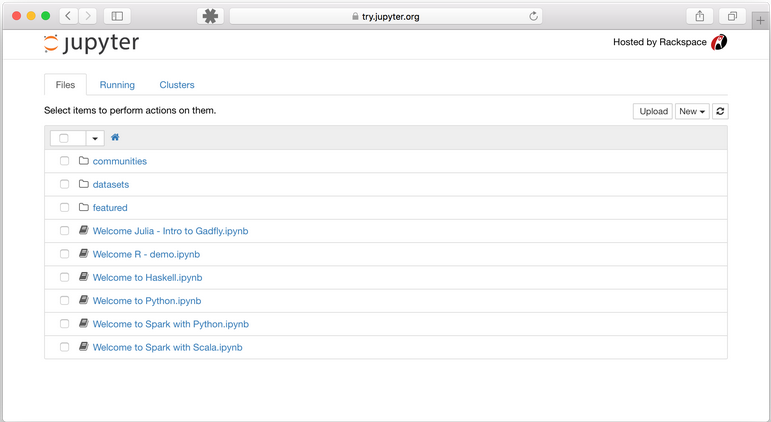 try.jupyter.org
jupyter
Hosted by Rackspace
Files Running Clusters
Select items to perform actions on them.
Upload New
communities
datasets
featured
Welcome Julia - Intro to Gadfly.ipynb
Welcome R - demo.ipynb
Welcome to Haskell.ipynb
Welcome to Python.ipynb
Welcome to Spark with Python.ipynb
Welcome to Spark with Scala.ipynb